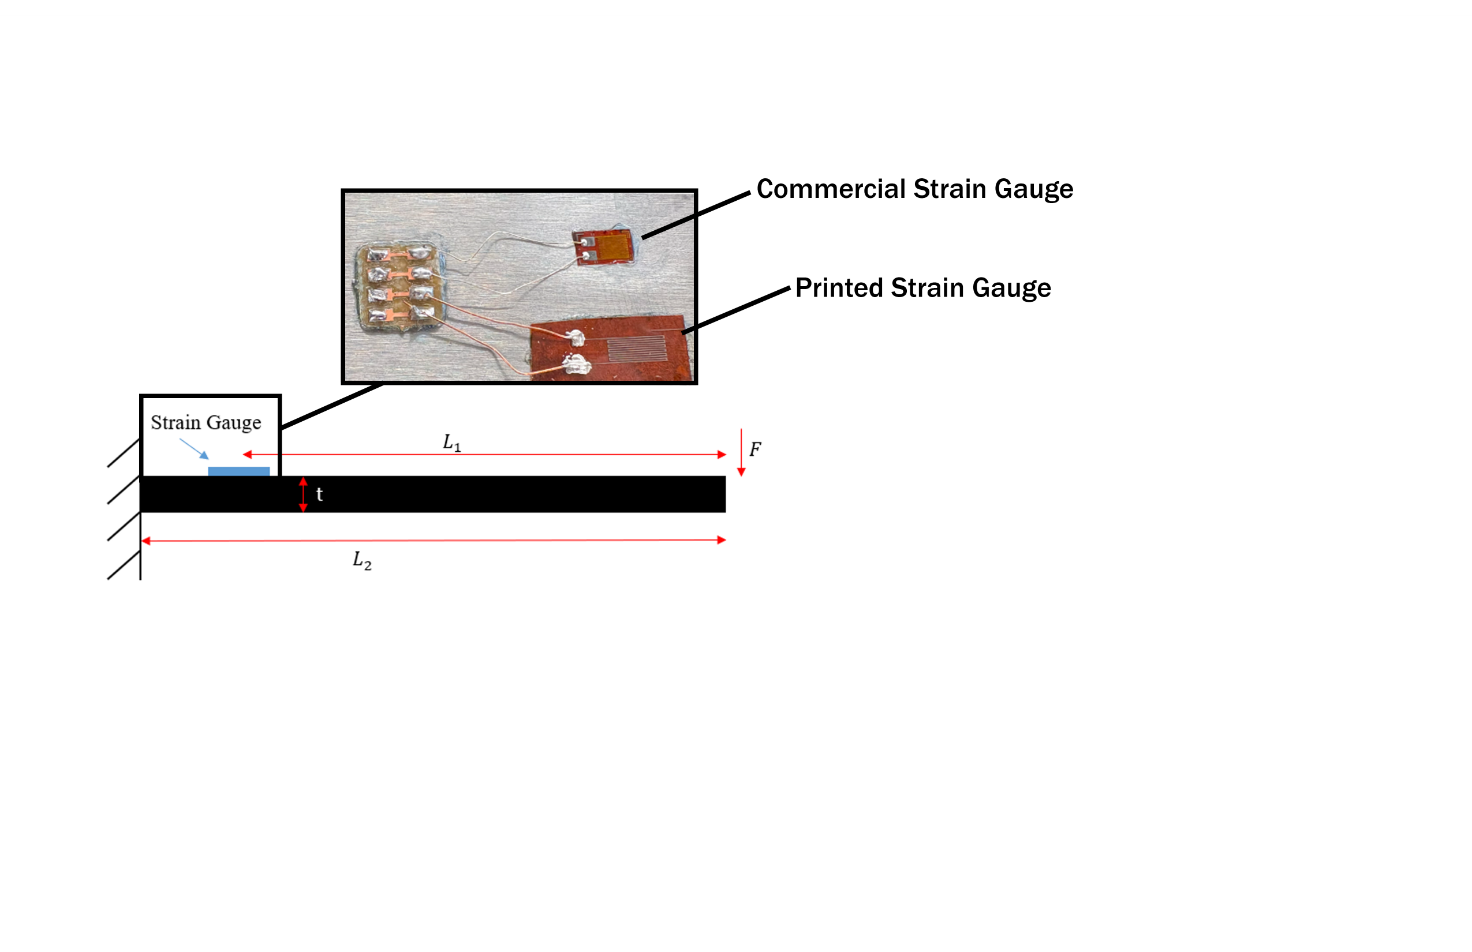 Commercial Strain Gauge
Printed Strain Gauge
Strain Gauge
L₁
F
t
L₂